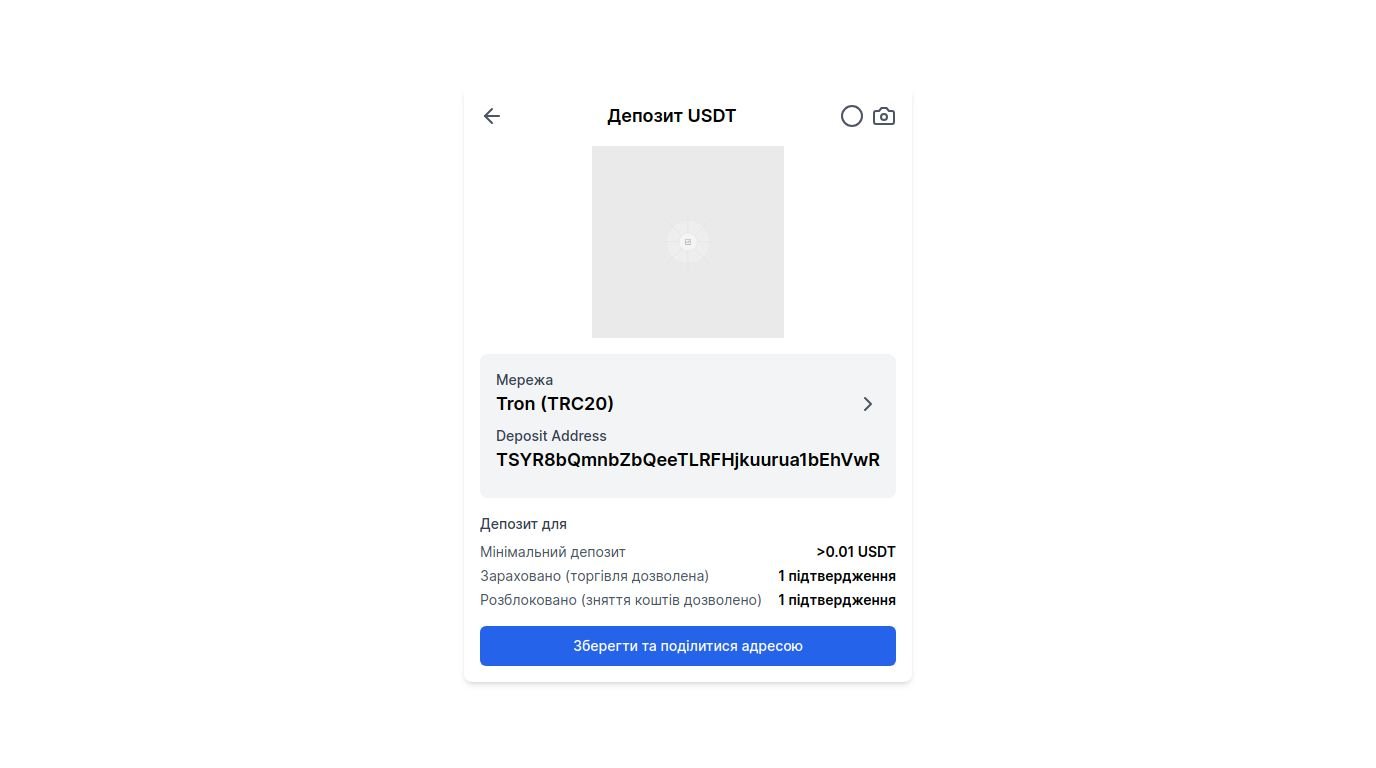 Депозит USDT
Мережа
Tron (TRC20)
Deposit Address
TSYR8bQmnbZbQeeTLRFHjkuurua1bEhVwR
Депозит для
Мінімальний депозит >0.01 USDT
Зараховано (торгівля дозволена) 1 підтвердження
Розблоковано (зняття коштів дозволено) 1 підтвердження
Зберегти та поділитися адресою